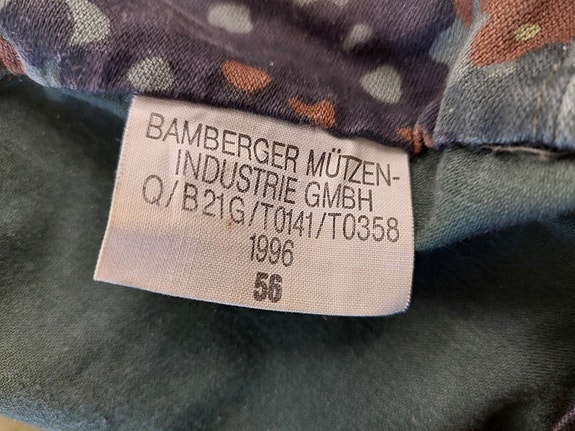 BAMBERGER MÜTZEN-
INDUSTRIE GMBH
Q/B21G/T0141/T0358
1996
56